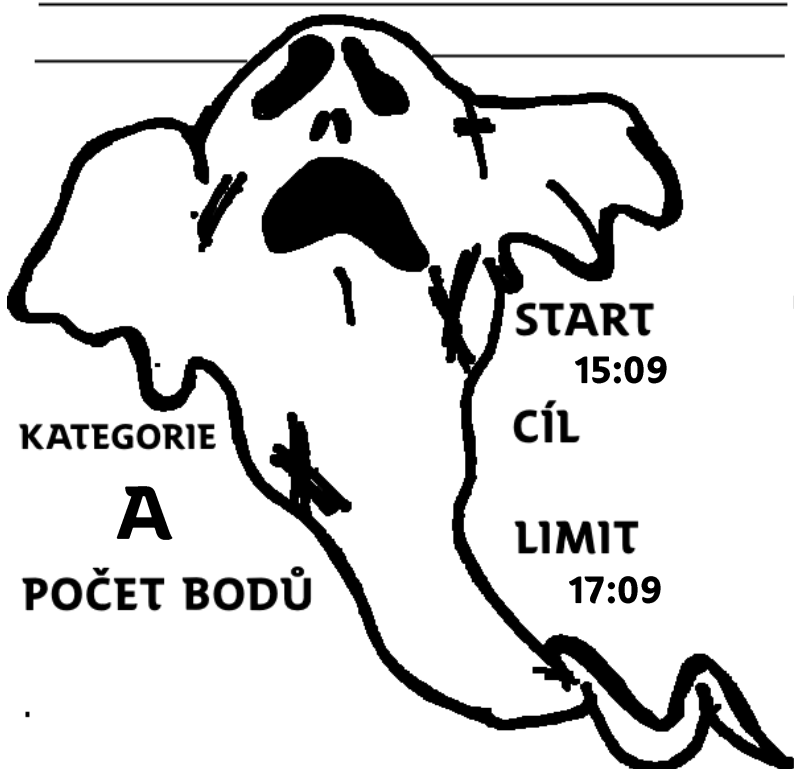 START
15:09
CÍL
KATEGORIE
A
LIMIT
17:09
POČET BODŮ